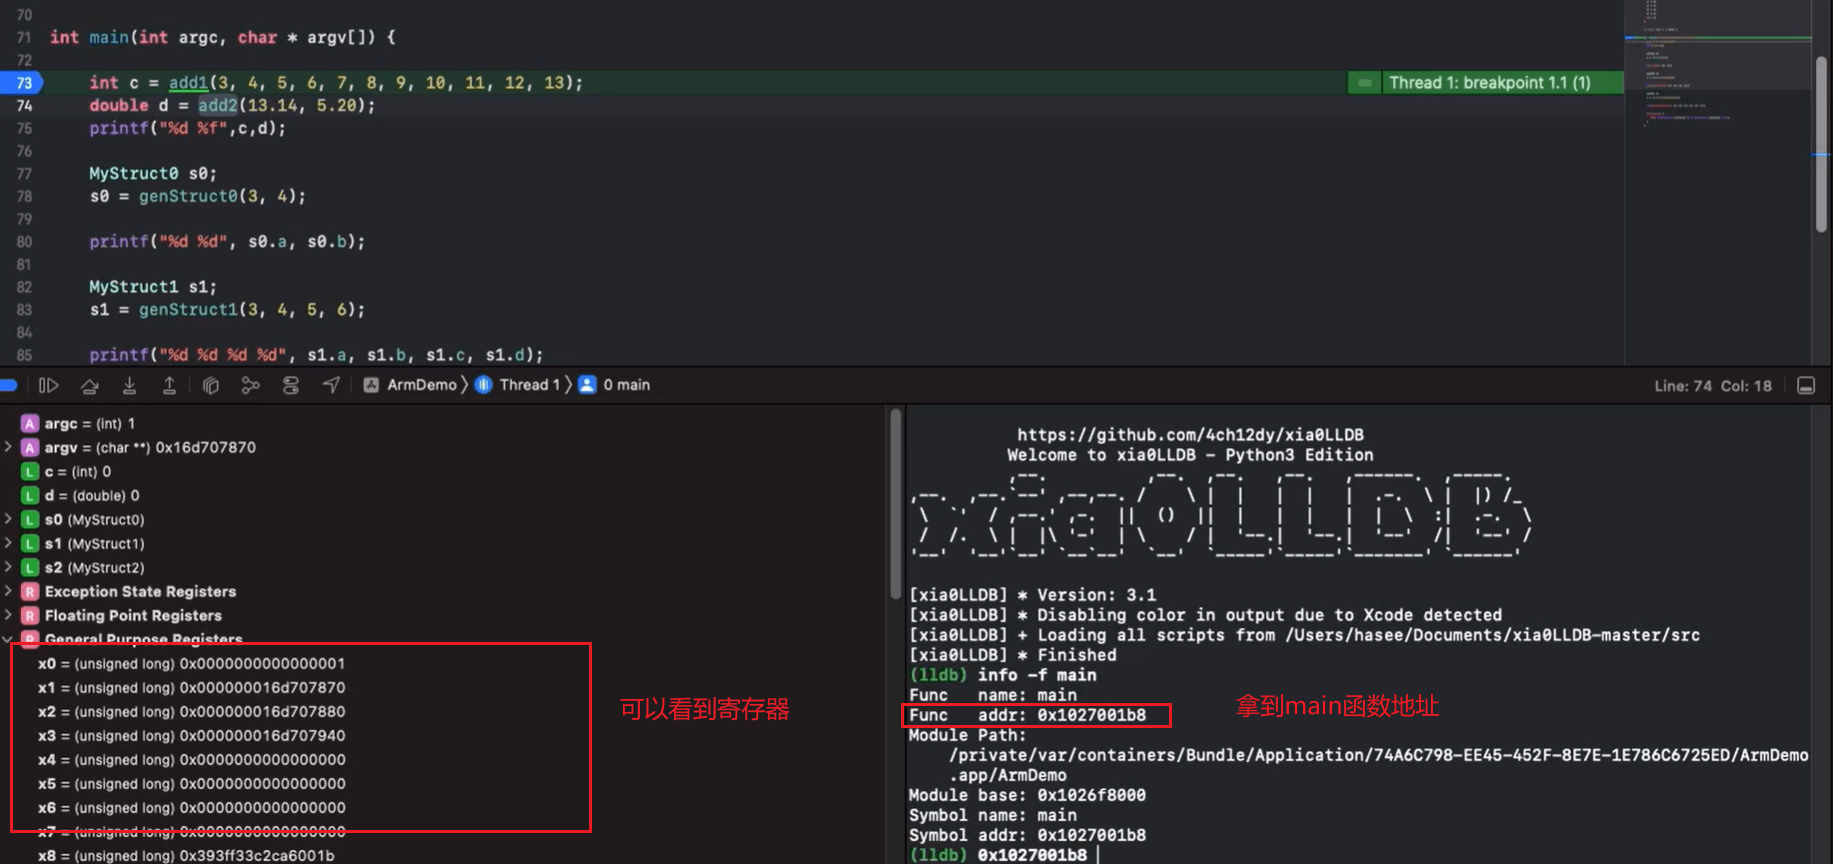 70
71 int main(int argc, char * argv[]) {
72
73 int c = add1(3, 4, 5, 6, 7, 8, 9, 10, 11, 12, 13);
Thread 1: breakpoint 1.1 (1)
74 double d = add2(13.14, 5.20);
75 printf("%d %f",c,d);
76
77 MyStruct0 s0;
78 s0 = genStruct0(3, 4);
79
80 printf("%d %d", s0.a, s0.b);
81
82 MyStruct1 s1;
83 s1 = genStruct1(3, 4, 5, 6);
84
85 printf("%d %d %d %d", s1.a, s1.b, s1.c, s1.d);
ArmDemo 〉 Thread 1 〉 0 main
Line: 74 Col: 18
A argc = (int) 1
A argv = (char **) 0x16d707870
L c = (int) 0
L d = (double) 0
L s0 (MyStruct0)
L s1 (MyStruct1)
L s2 (MyStruct2)
R Exception State Registers
R Floating Point Registers
R General Purpose Registers
x0 = (unsigned long) 0x0000000000000001
x1 = (unsigned long) 0x000000016d707870
x2 = (unsigned long) 0x000000016d707880
x3 = (unsigned long) 0x000000016d707940
x4 = (unsigned long) 0x0000000000000000
x5 = (unsigned long) 0x0000000000000000
x6 = (unsigned long) 0x0000000000000000
x7 = (unsigned long) 0x0000000000000000
x8 = (unsigned long) 0x393ff33c2ca6001b
可以看到寄存器
https://github.com/4ch12dy/xia0LLDB
Welcome to xia0LLDB - Python3 Edition
xia0LLDB
[xia0LLDB] * Version: 3.1
[xia0LLDB] * Disabling color in output due to Xcode detected
[xia0LLDB] + Loading all scripts from /Users/hasee/Documents/xia0LLDB-master/src
[xia0LLDB] * Finished
(lldb) info -f main
Func name: main
Func addr: 0x1027001b8
拿到main函数地址
Module Path:
/private/var/containers/Bundle/Application/74A6C798-EE45-452F-8E7E-1E786C6725ED/ArmDemo
.app/ArmDemo
Module base: 0x1026f8000
Symbol name: main
Symbol addr: 0x1027001b8
(lldb) 0x1027001b8